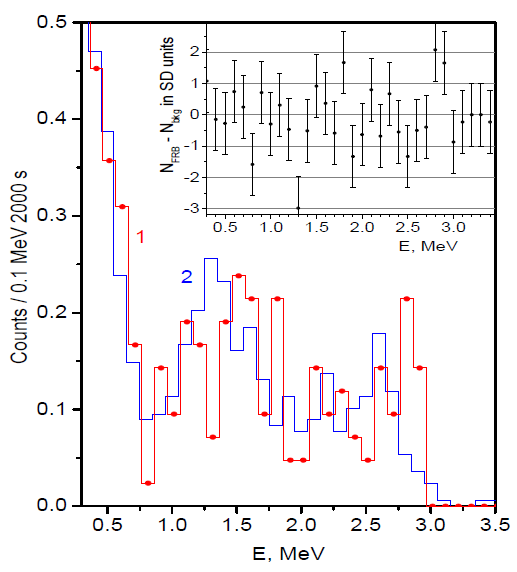 0.5
0.4
0.3
0.2
0.1
0.0
Counts / 0.1 MeV 2000 s
0.5 1.0 1.5 2.0 2.5 3.0 3.5
E, MeV
1
2
2
1
0
-1
-2
-3
N_FRB - N_bkg in SD units
0.5 1.0 1.5 2.0 2.5 3.0
E, MeV